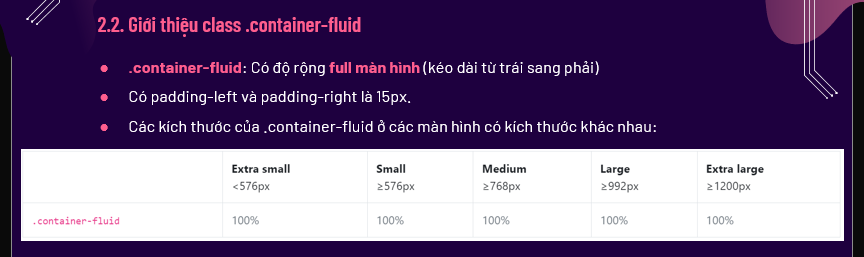 2.2. Giới thiệu class .container-fluid
.container-fluid: Có độ rộng full màn hình (kéo dài từ trái sang phải)
Có padding-left và padding-right là 15px.
Các kích thước của .container-fluid ở các màn hình có kích thước khác nhau:
Extra small Small Medium Large Extra large
<576px ≥576px ≥768px ≥992px ≥1200px
.container-fluid 100% 100% 100% 100% 100%